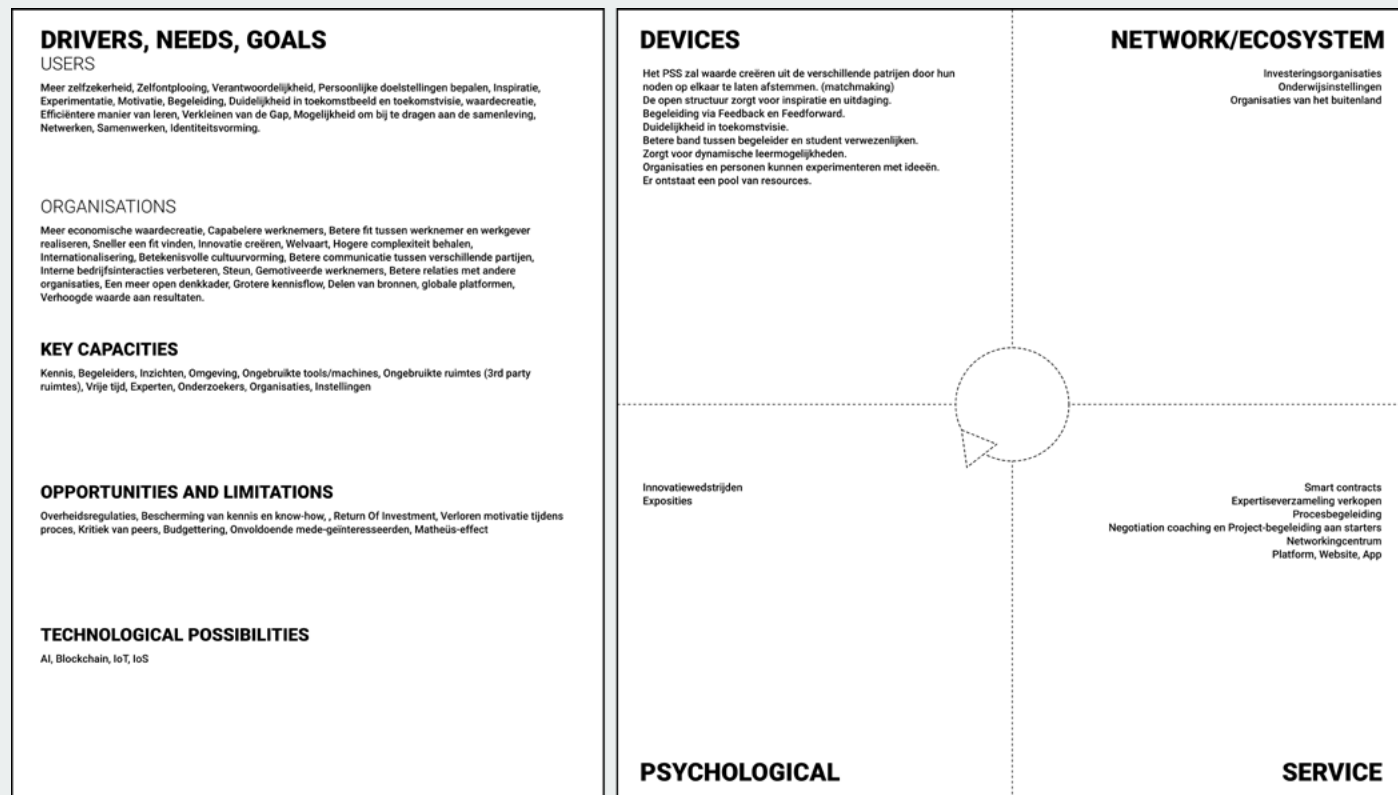 DRIVERS, NEEDS, GOALS
USERS
Meer zelfzekerheid, Zelfontplooing, Verantwoordelijkheid, Persoonlijke doelstellingen bepalen, Inspiratie,
Experimentatie, Motivatie, Begeleiding, Duidelijkheid in toekomstbeeld en toekomstvisie, waardecreatie,
Efficiëntere manier van leren, Verkleinen van de Gap, Mogelijkheid om bij te dragen aan de samenleving,
Netwerken, Samenwerken, Identiteitsvorming.
ORGANISATIONS
Meer economische waardecreatie, Capabelere werknemers, Betere fit tussen werknemer en werkgever
realiseren, Sneller een fit vinden, Innovatie creëren, Welvaart, Hogere complexiteit behalen,
Internationalisering, Betekenisvolle cultuurvorming, Betere communicatie tussen verschillende partijen,
Interne bedrijfsinteracties verbeteren, Steun, Gemotiveerde werknemers, Betere relaties met andere
organisaties, Een meer open denkkader, Grotere kennisflow, Delen van bronnen, globale platformen,
Verhoogde waarde aan resultaten.
KEY CAPACITIES
Kennis, Begeleiders, Inzichten, Omgeving, Ongebruikte tools/machines, Ongebruikte ruimtes (3rd party
ruimtes), Vrije tijd, Experten, Onderzoekers, Organisaties, Instellingen
OPPORTUNITIES AND LIMITATIONS
Overheidsregulaties, Bescherming van kennis en know-how, , Return Of Investment, Verloren motivatie tijdens
proces, Kritiek van peers, Budgettering, Onvoldoende mede-geïnteresseerden, Matheüs-effect
TECHNOLOGICAL POSSIBILITIES
AI, Blockchain, IoT, IoS
DEVICES
Het PSS zal waarde creëren uit de verschillende patrijen door hun
noden op elkaar te laten afstemmen. (matchmaking)
De open structuur zorgt voor inspiratie en uitdaging.
Begeleiding via Feedback en Feedforward.
Duidelijkheid in toekomstvisie.
Betere band tussen begeleider en student verwezenlijken.
Zorgt voor dynamische leermogelijkheden.
Organisaties en personen kunnen experimenteren met ideeën.
Er ontstaat een pool van resources.
NETWORK/ECOSYSTEM
Investeringsorganisaties
Onderwijsinstellingen
Organisaties van het buitenland
Innovatiewedstrijden
Exposities
PSYCHOLOGICAL
Smart contracts
Expertiseverzameling verkopen
Procesbegeleiding
Negotiation coaching en Project-begeleiding aan starters
Networkingcentrum
Platform, Website, App
SERVICE